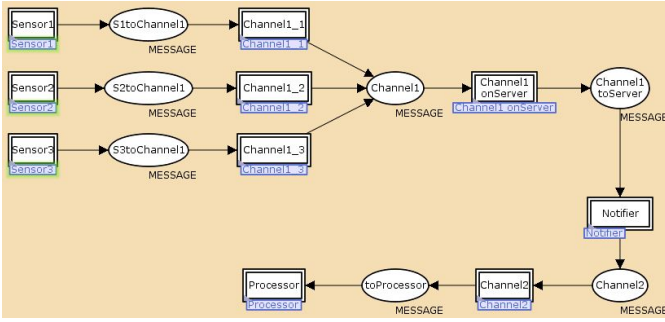 Sensor1
Sensor1
S1toChannel1
MESSAGE
Channel1_1
Channel1_1
Sensor2
Sensor2
S2toChannel1
MESSAGE
Channel1_2
Channel1_2
Channel1
MESSAGE
Channel1
onServer
Channel1 onServer
Channel1
toServer
MESSAGE
Sensor3
Sensor3
S3toChannel1
MESSAGE
Channel1_3
Channel1_3
Notifier
Notifier
Processor
Processor
toProcessor
MESSAGE
Channel2
Channel2
Channel2
MESSAGE